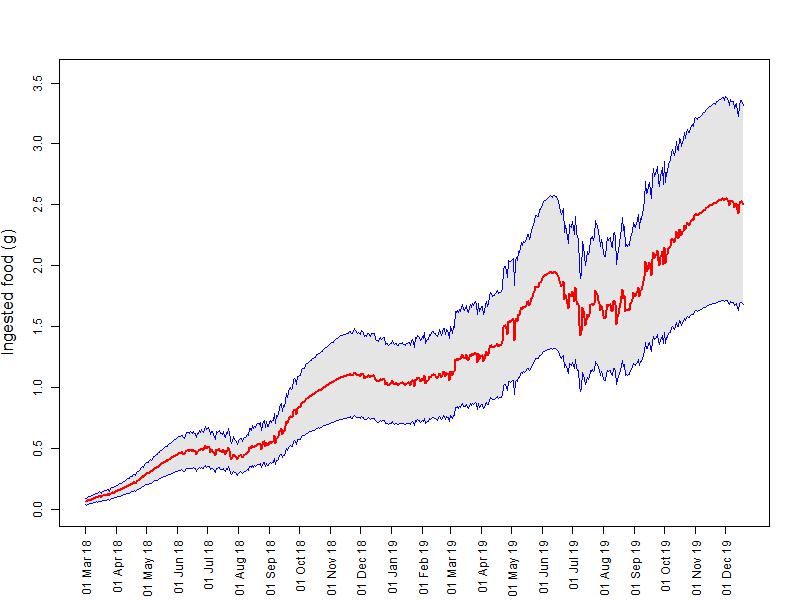 Ingested food (g)
3.5
3.0
2.5
2.0
1.5
1.0
0.5
0.0
01 Mar 18
01 Apr 18
01 May 18
01 Jun 18
01 Jul 18
01 Aug 18
01 Sep 18
01 Oct 18
01 Nov 18
01 Dec 18
01 Jan 19
01 Feb 19
01 Mar 19
01 Apr 19
01 May 19
01 Jun 19
01 Jul 19
01 Aug 19
01 Sep 19
01 Oct 19
01 Nov 19
01 Dec 19